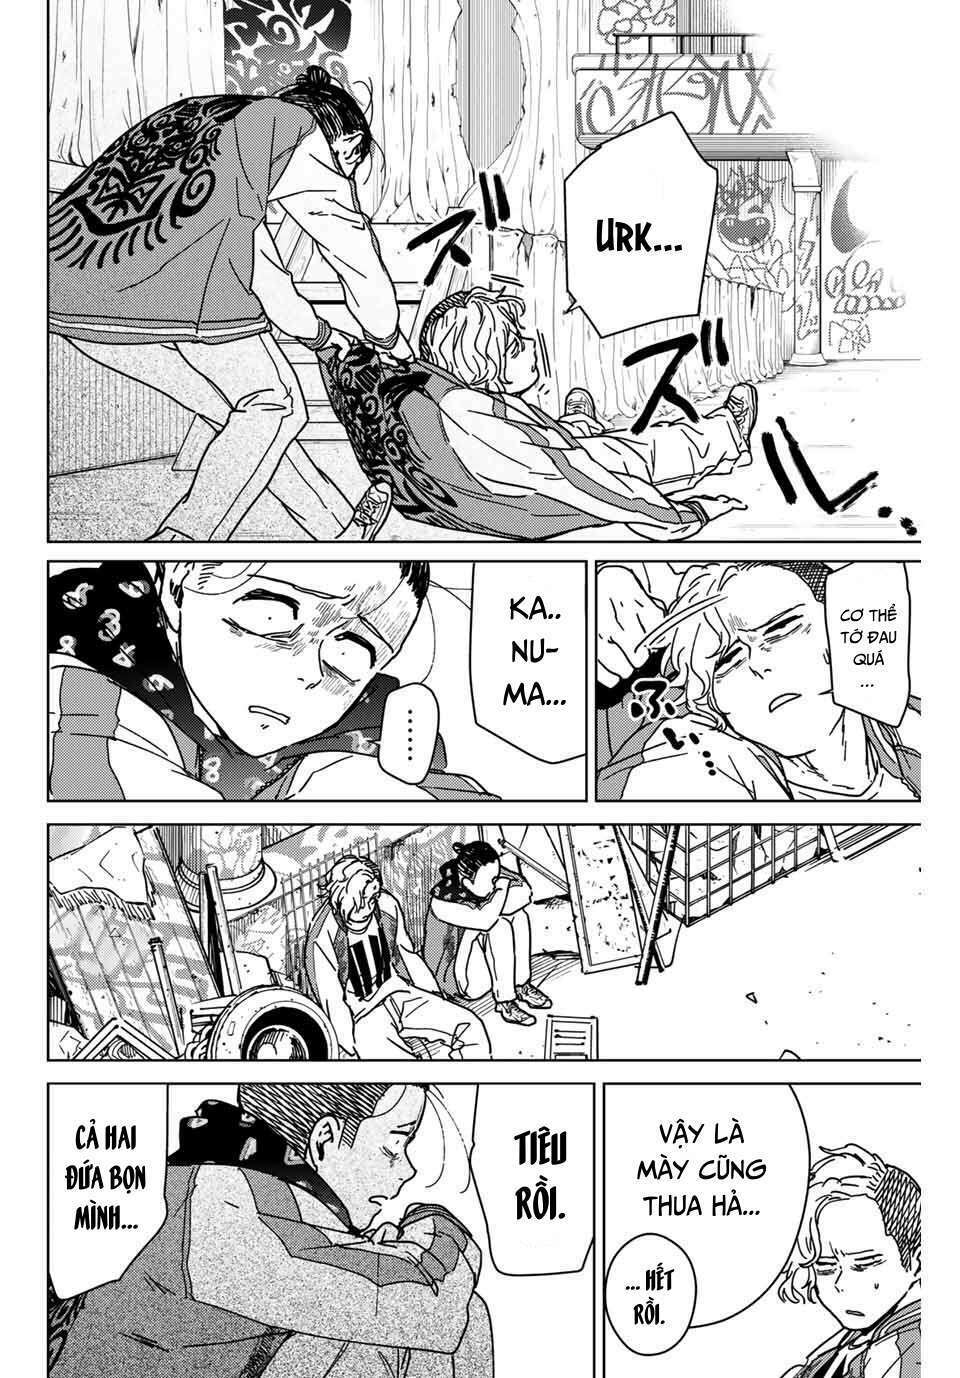 URK...
ズ
ズ
ル...
CƠ THỂ
TỚ ĐAU
QUÁ
...
ふ
い...
KA..
NU-
MA...
......
VẬY LÀ
MÀY CŨNG
THUA HẢ...
... HẾT
RỒI.
TIÊU
RỒI.
CẢ HAI
ĐỨA BỌN
MÌNH...